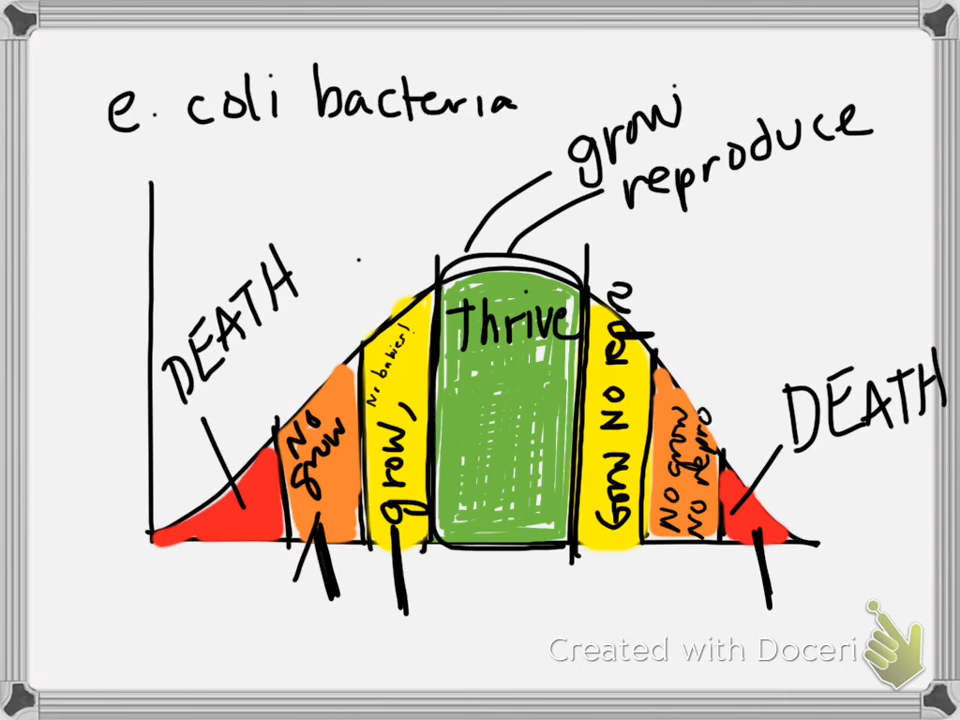 e. coli bacteria
grow
reproduce
DEATH
No
grow
No babies!
grow,
thrive
Grow No repro
No grow
No repro
DEATH
Created with Doceri